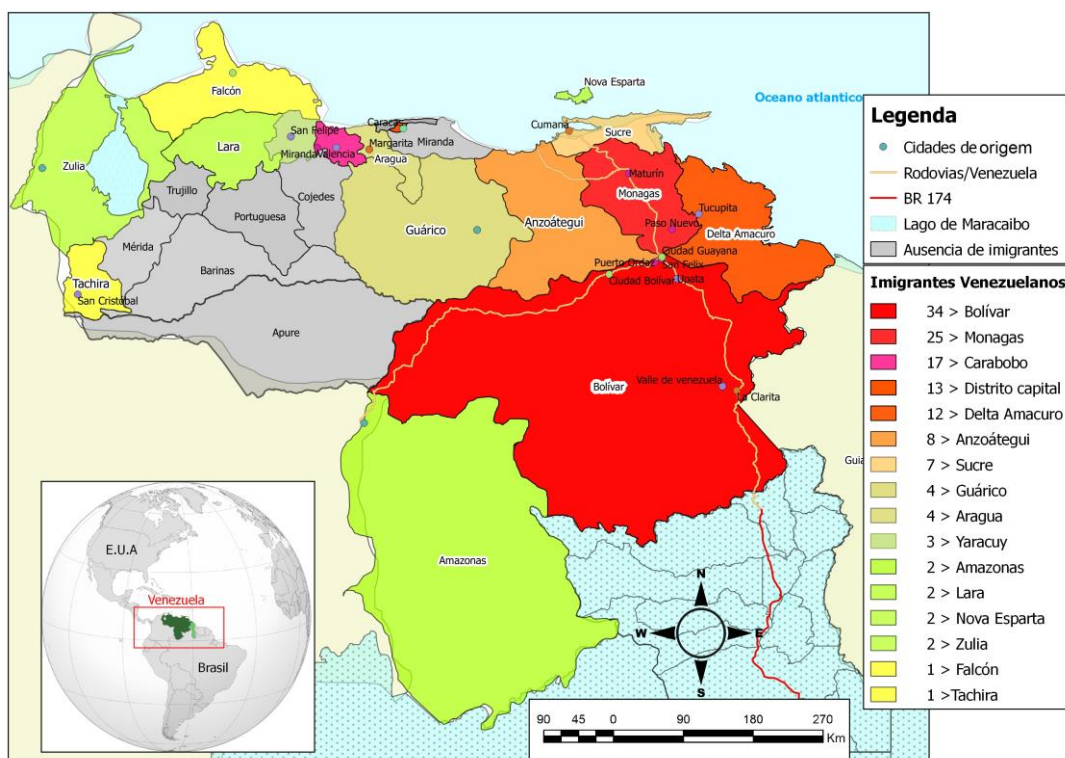 Nova Esparta
Oceano atlantico
Falcón
Caracas
Cumana
Sucre
San Felipe
Lara
Margarita
Miranda
Miranda
Valencia
Aragua
Zulia
Maturín
Monagas
Trujillo
Cojedes
Tucupita
Portuguesa
Anzoátegui
Paso Nuevo
Guárico
Delta Amacuro
Mérida
Ciudad Guayana
Puerto Ordaz
San Felix
Barinas
Tachira
Ciudad Bolívar
Upata
San Cristóbal
Apure
Valle de venezuela
Bolívar
La Clarita
Guia
Amazonas
Legenda
Cidades de origem
Rodovias/Venezuela
BR 174
Lago de Maracaibo
Ausencia de imigrantes
Imigrantes Venezuelanos
34 > Bolívar
25 > Monagas
17 > Carabobo
13 > Distrito capital
12 > Delta Amacuro
8 > Anzoátegui
7 > Sucre
4 > Guárico
4 > Aragua
3 > Yaracuy
2 > Amazonas
2 > Lara
2 > Nova Esparta
2 > Zulia
1 > Falcón
1 >Tachira
E.U.A
Venezuela
Brasil
N
W
E
S
90 45 0 90 180 270
Km